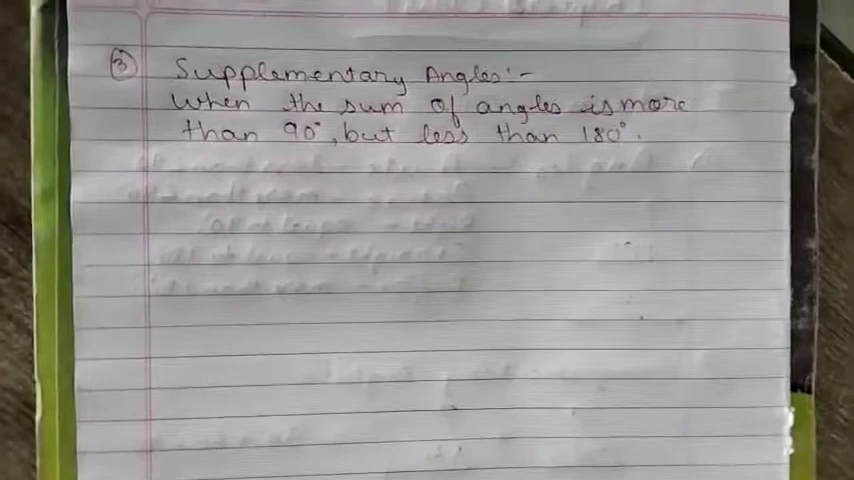 ③ Supplementary Angles:-
When the sum of angles is more
than 90°, but less than 180°.